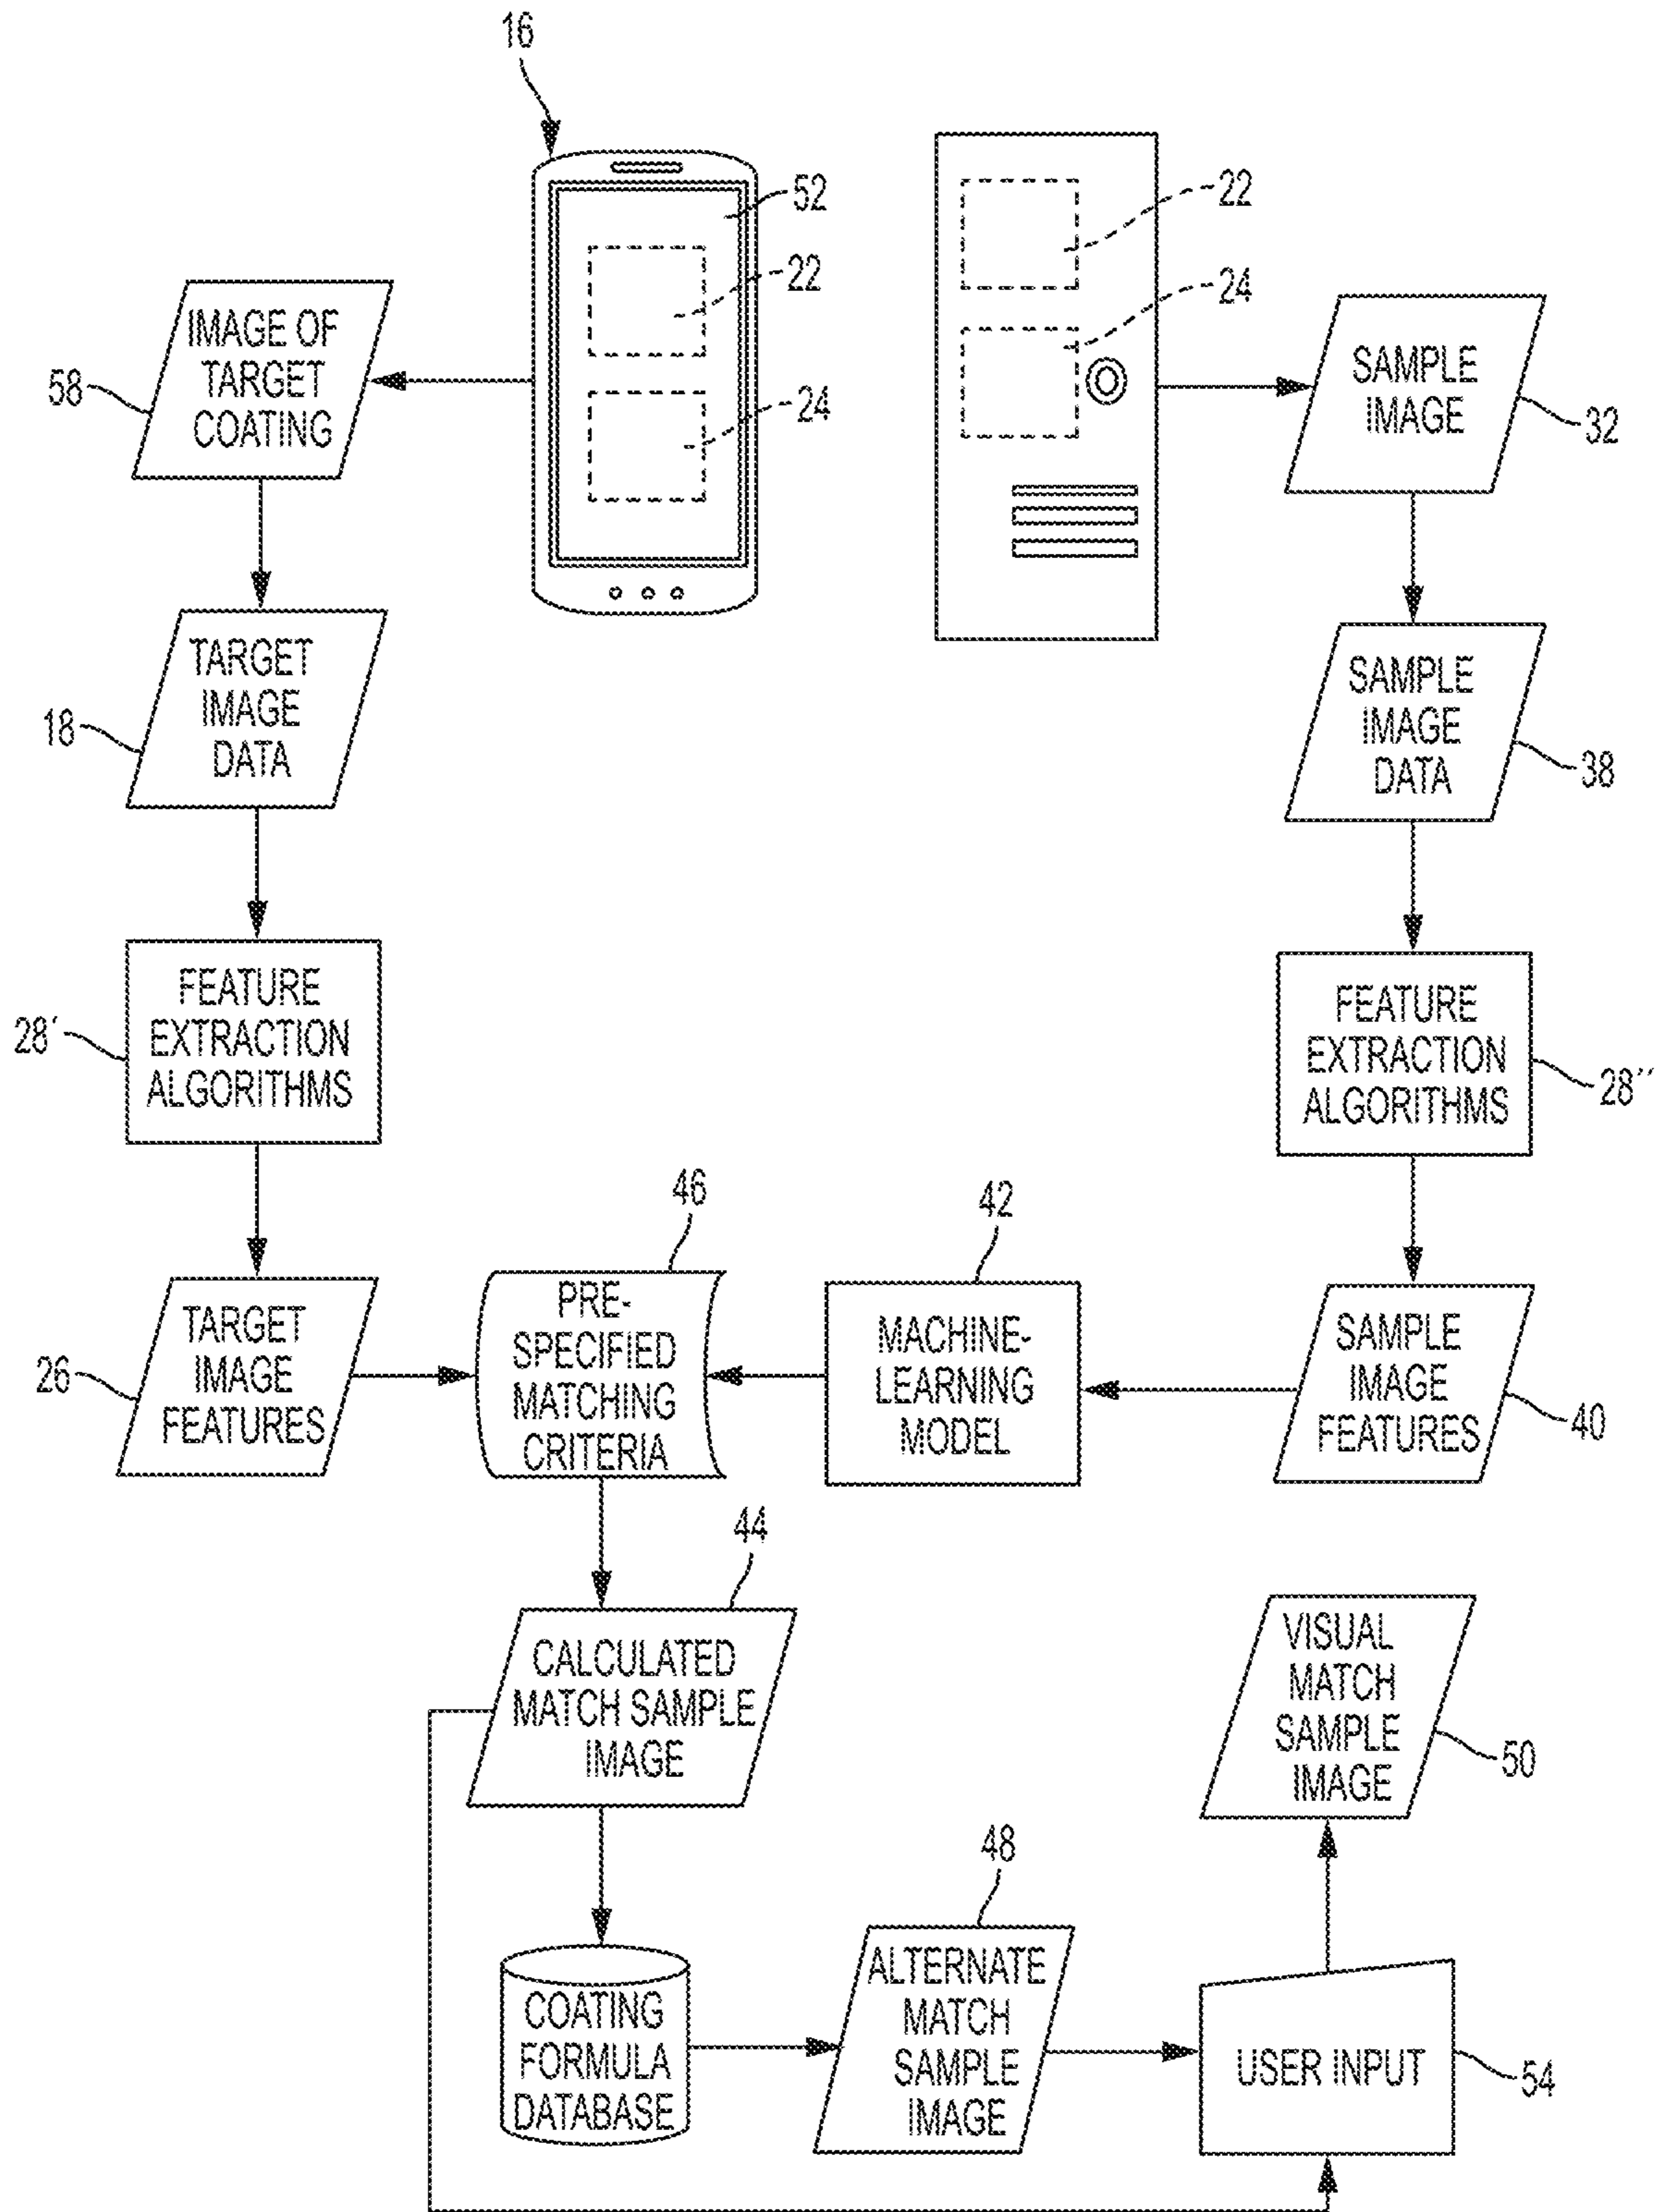 16
52
22
24
22
24
IMAGE OF
TARGET
COATING
58
SAMPLE
IMAGE
32
TARGET
IMAGE
DATA
18
SAMPLE
IMAGE
DATA
38
FEATURE
EXTRACTION
ALGORITHMS
28′
FEATURE
EXTRACTION
ALGORITHMS
28″
TARGET
IMAGE
FEATURES
26
46
PRE-
SPECIFIED
MATCHING
CRITERIA
42
MACHINE-
LEARNING
MODEL
SAMPLE
IMAGE
FEATURES
40
44
CALCULATED
MATCH SAMPLE
IMAGE
VISUAL
MATCH
SAMPLE
IMAGE
50
COATING
FORMULA
DATABASE
48
ALTERNATE
MATCH
SAMPLE
IMAGE
USER INPUT
54